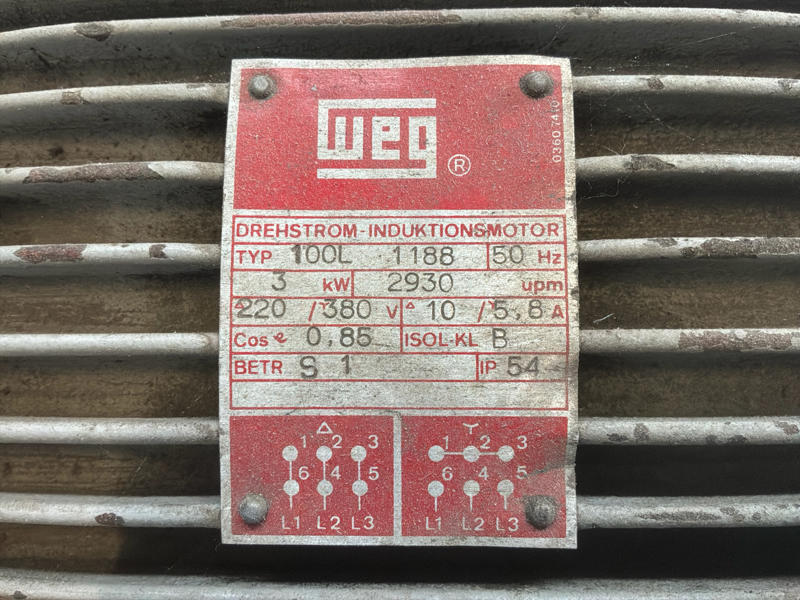 weg ®
0360 7410
DREHSTROM-INDUKTIONSMOTOR
TYP 100L 1188 50 Hz
3 kW 2930 upm
△220 /Y380 V △10 /Y5,8 A
Cos φ 0,85 ISOL-KL B
BETR S 1 IP 54
△ Y
1 2 3 1 2 3
6 4 5 6 4 5
L1 L2 L3 L1 L2 L3